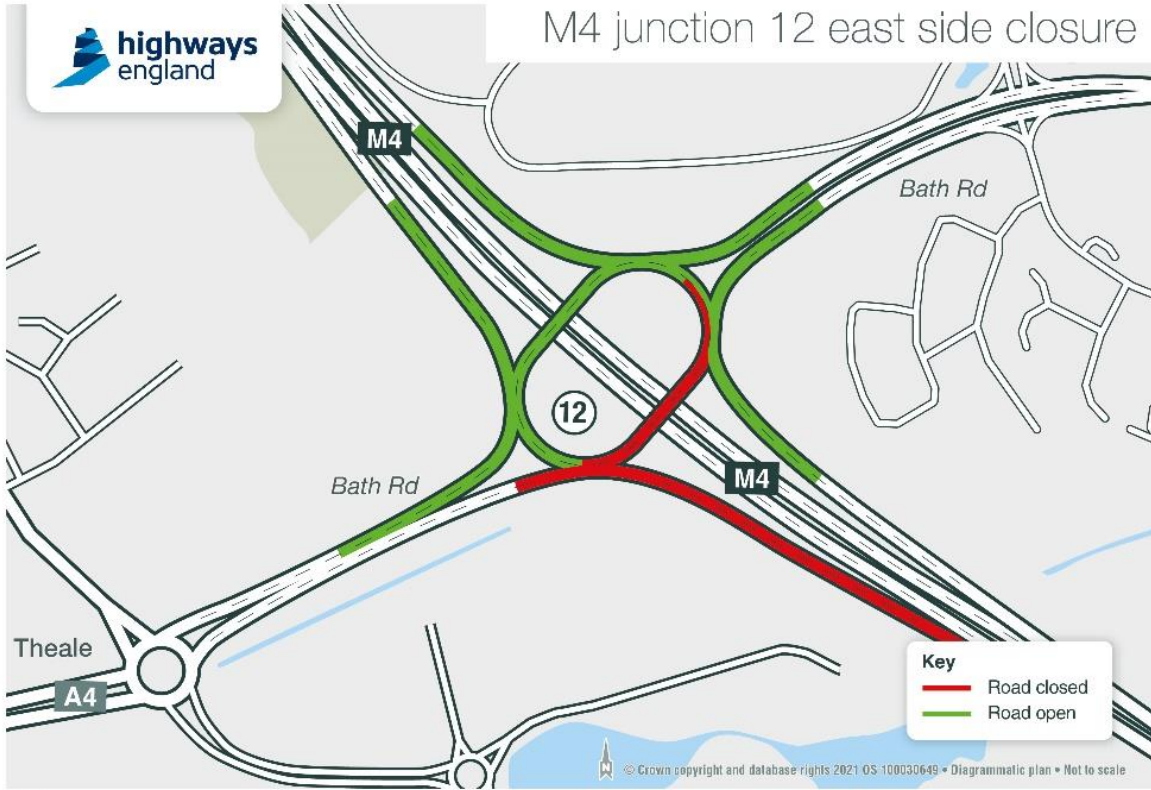 M4 junction 12 east side closure
highways
england
M4
Bath Rd
12
M4
Bath Rd
Theale
A4
Key
Road closed
Road open
N
© Crown copyright and database rights 2021 OS 100030649 • Diagrammatic plan • Not to scale